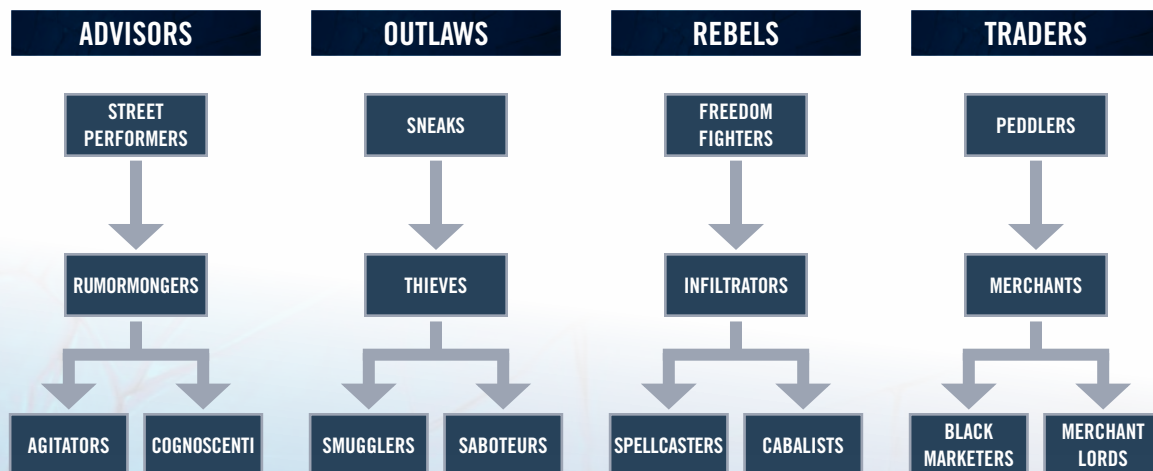 ADVISORS
OUTLAWS
REBELS
TRADERS
STREET
PERFORMERS
SNEAKS
FREEDOM
FIGHTERS
PEDDLERS
RUMORMONGERS
THIEVES
INFILTRATORS
MERCHANTS
AGITATORS
COGNOSCENTI
SMUGGLERS
SABOTEURS
SPELLCASTERS
CABALISTS
BLACK
MARKETERS
MERCHANT
LORDS